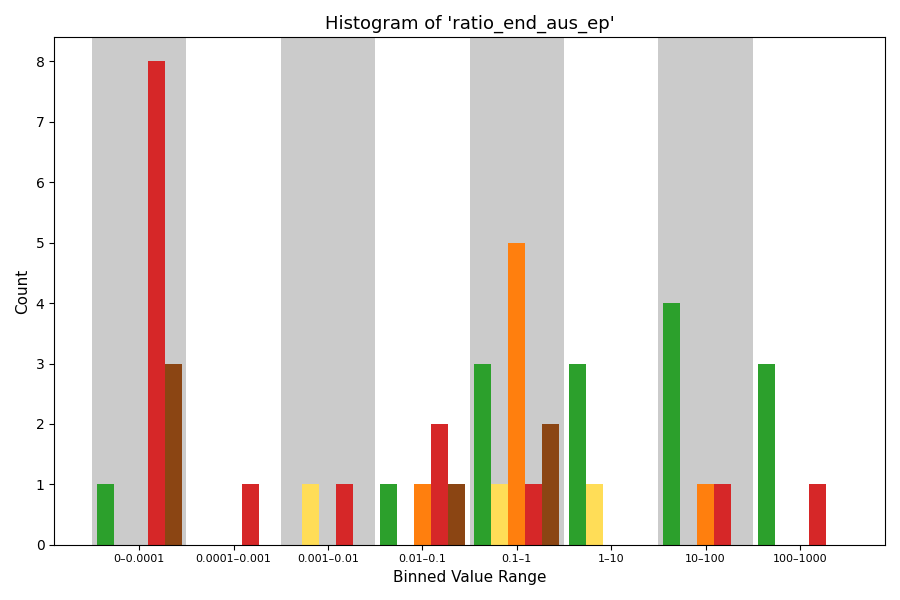 Histogram of 'ratio_end_aus_ep'
Count
8
7
6
5
4
3
2
1
0
0–0.0001 0.0001–0.001 0.001–0.01 0.01–0.1 0.1–1 1–10 10–100 100–1000
Binned Value Range